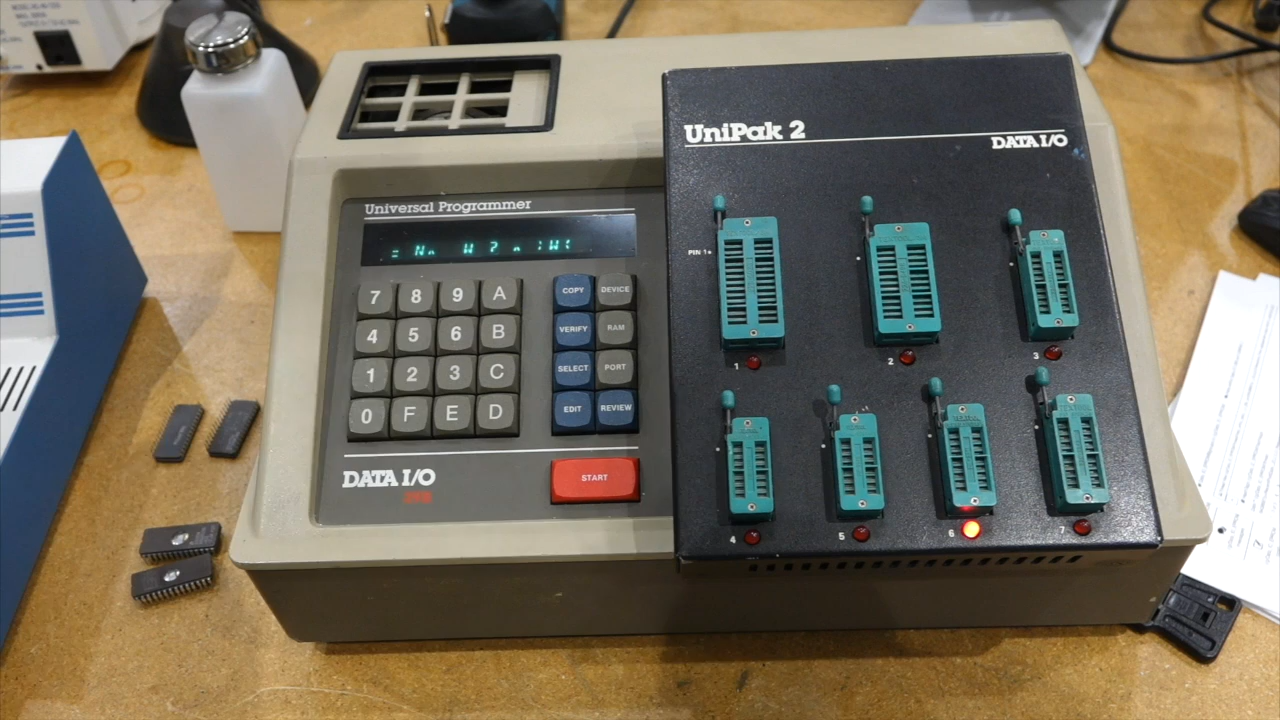 UniPak 2
DATA I/O
Universal Programmer
PIN 1
7 8 9 A
4 5 6 B
1 2 3 C
0 F E D
COPY DEVICE
VERIFY RAM
SELECT PORT
EDIT REVIEW
START
DATA I/O
29B
1 2 3
4 5 6 7